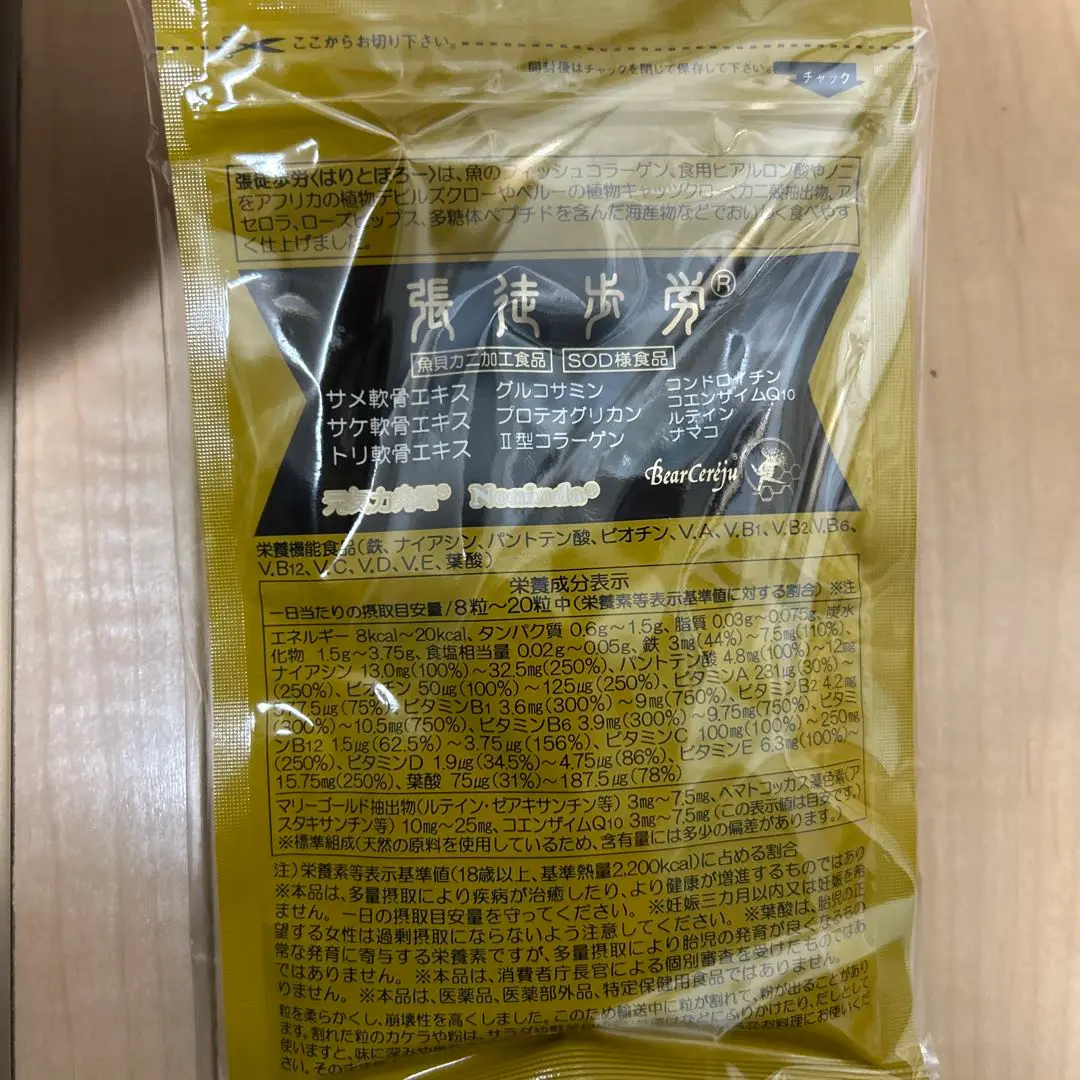 ここからお切り下さい。
開封後はチャックを閉じて保存して下さい。
チャック
張徒歩労〈はりとほろー〉は、魚のフィッシュコラーゲン、食用ヒアルロン酸やノニ
をアフリカの植物デビルズクローやペルーの植物キャッツクロー、カニ殻抽出物、ア
セロラ、ローズヒップス、多糖体ペプチドを含んだ海産物などでおいしく食べやす
く仕上げました。
張徒歩労®
魚貝カニ加工食品 SOD様食品
サメ軟骨エキス グルコサミン コンドロイチン
コエンザイムQ10
サケ軟骨エキス プロテオグリカン ルテイン
ナマコ
トリ軟骨エキス Ⅱ型コラーゲン
BearCeréju®
栄養機能食品(鉄、ナイアシン、パントテン酸、ビオチン、V.A、V.B1、V.B2、V.B6、
V.B12、V.C、V.D、V.E、葉酸)
栄養成分表示
一日当たりの摂取目安量/8粒〜20粒中(栄養素等表示基準値に対する割合)※注
エネルギー 8kcal〜20kcal、タンパク質 0.6g〜1.5g、脂質 0.03g〜0.075g、炭水
化物 1.5g〜3.75g、食塩相当量 0.02g〜0.05g、鉄 3mg(44%)〜7.5mg(110%)、
ナイアシン 13.0mg(100%)〜32.5mg(250%)、パントテン酸 4.8mg(100%)〜12mg
(250%)、ビオチン 50μg(100%)〜125μg(250%)、ビタミンA 231μg(30%)〜
577.5μg(75%)、ビタミンB1 3.6mg(300%)〜9mg(750%)、ビタミンB2 4.2mg
(300%)〜10.5mg(750%)、ビタミンB6 3.9mg(300%)〜9.75mg(750%)、ビタミ
ンB12 1.5μg(62.5%)〜3.75μg(156%)、ビタミンC 100mg(100%)〜250mg
(250%)、ビタミンD 1.9μg(34.5%)〜4.75μg(86%)、ビタミンE 6.3mg(100%)〜
15.75mg(250%)、葉酸 75μg(31%)〜187.5μg(78%)
マリーゴールド抽出物(ルテイン・ゼアキサンチン等) 3mg〜7.5mg、ヘマトコッカス藻色素(ア
スタキサンチン等) 10mg〜25mg、コエンザイムQ10 3mg〜7.5mg(この表示値は目安です。)
※標準組成(天然の原料を使用しているため、含有量には多少の偏差があります。)
注)栄養素等表示基準値(18歳以上、基準熱量2,200kcal)に占める割合
※本品は、多量摂取により疾病が治癒したり、より健康が増進するものではあり
ません。一日の摂取目安量を守ってください。※妊娠三カ月以内又は妊娠を希
望する女性は過剰摂取にならないよう注意してください。※葉酸は、胎児の正
常な発育に寄与する栄養素ですが、多量摂取により胎児の発育が良くなるもの
ではありません。※本品は、消費者庁長官による個別審査を受けたものではあ
りません。※本品は、医薬品、医薬部外品、特定保健用食品ではありません。
粒を柔らかくし、崩壊性を高くしました。このため輸送中に粒が割れて、粉が出ることがあり
ます。割れた粒のカケラや粉は、サラダや などにふりかけたり、だしとして
使いますと、味に深みや お料理にお使いくだ
さい。その